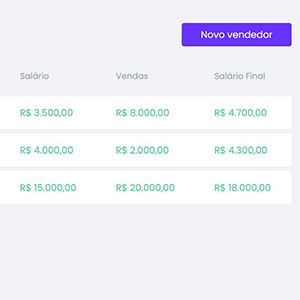 Novo vendedor
Salário Vendas Salário Final
R$ 3.500,00 R$ 8.000,00 R$ 4.700,00
R$ 4.000,00 R$ 2.000,00 R$ 4.300,00
R$ 15.000,00 R$ 20.000,00 R$ 18.000,00